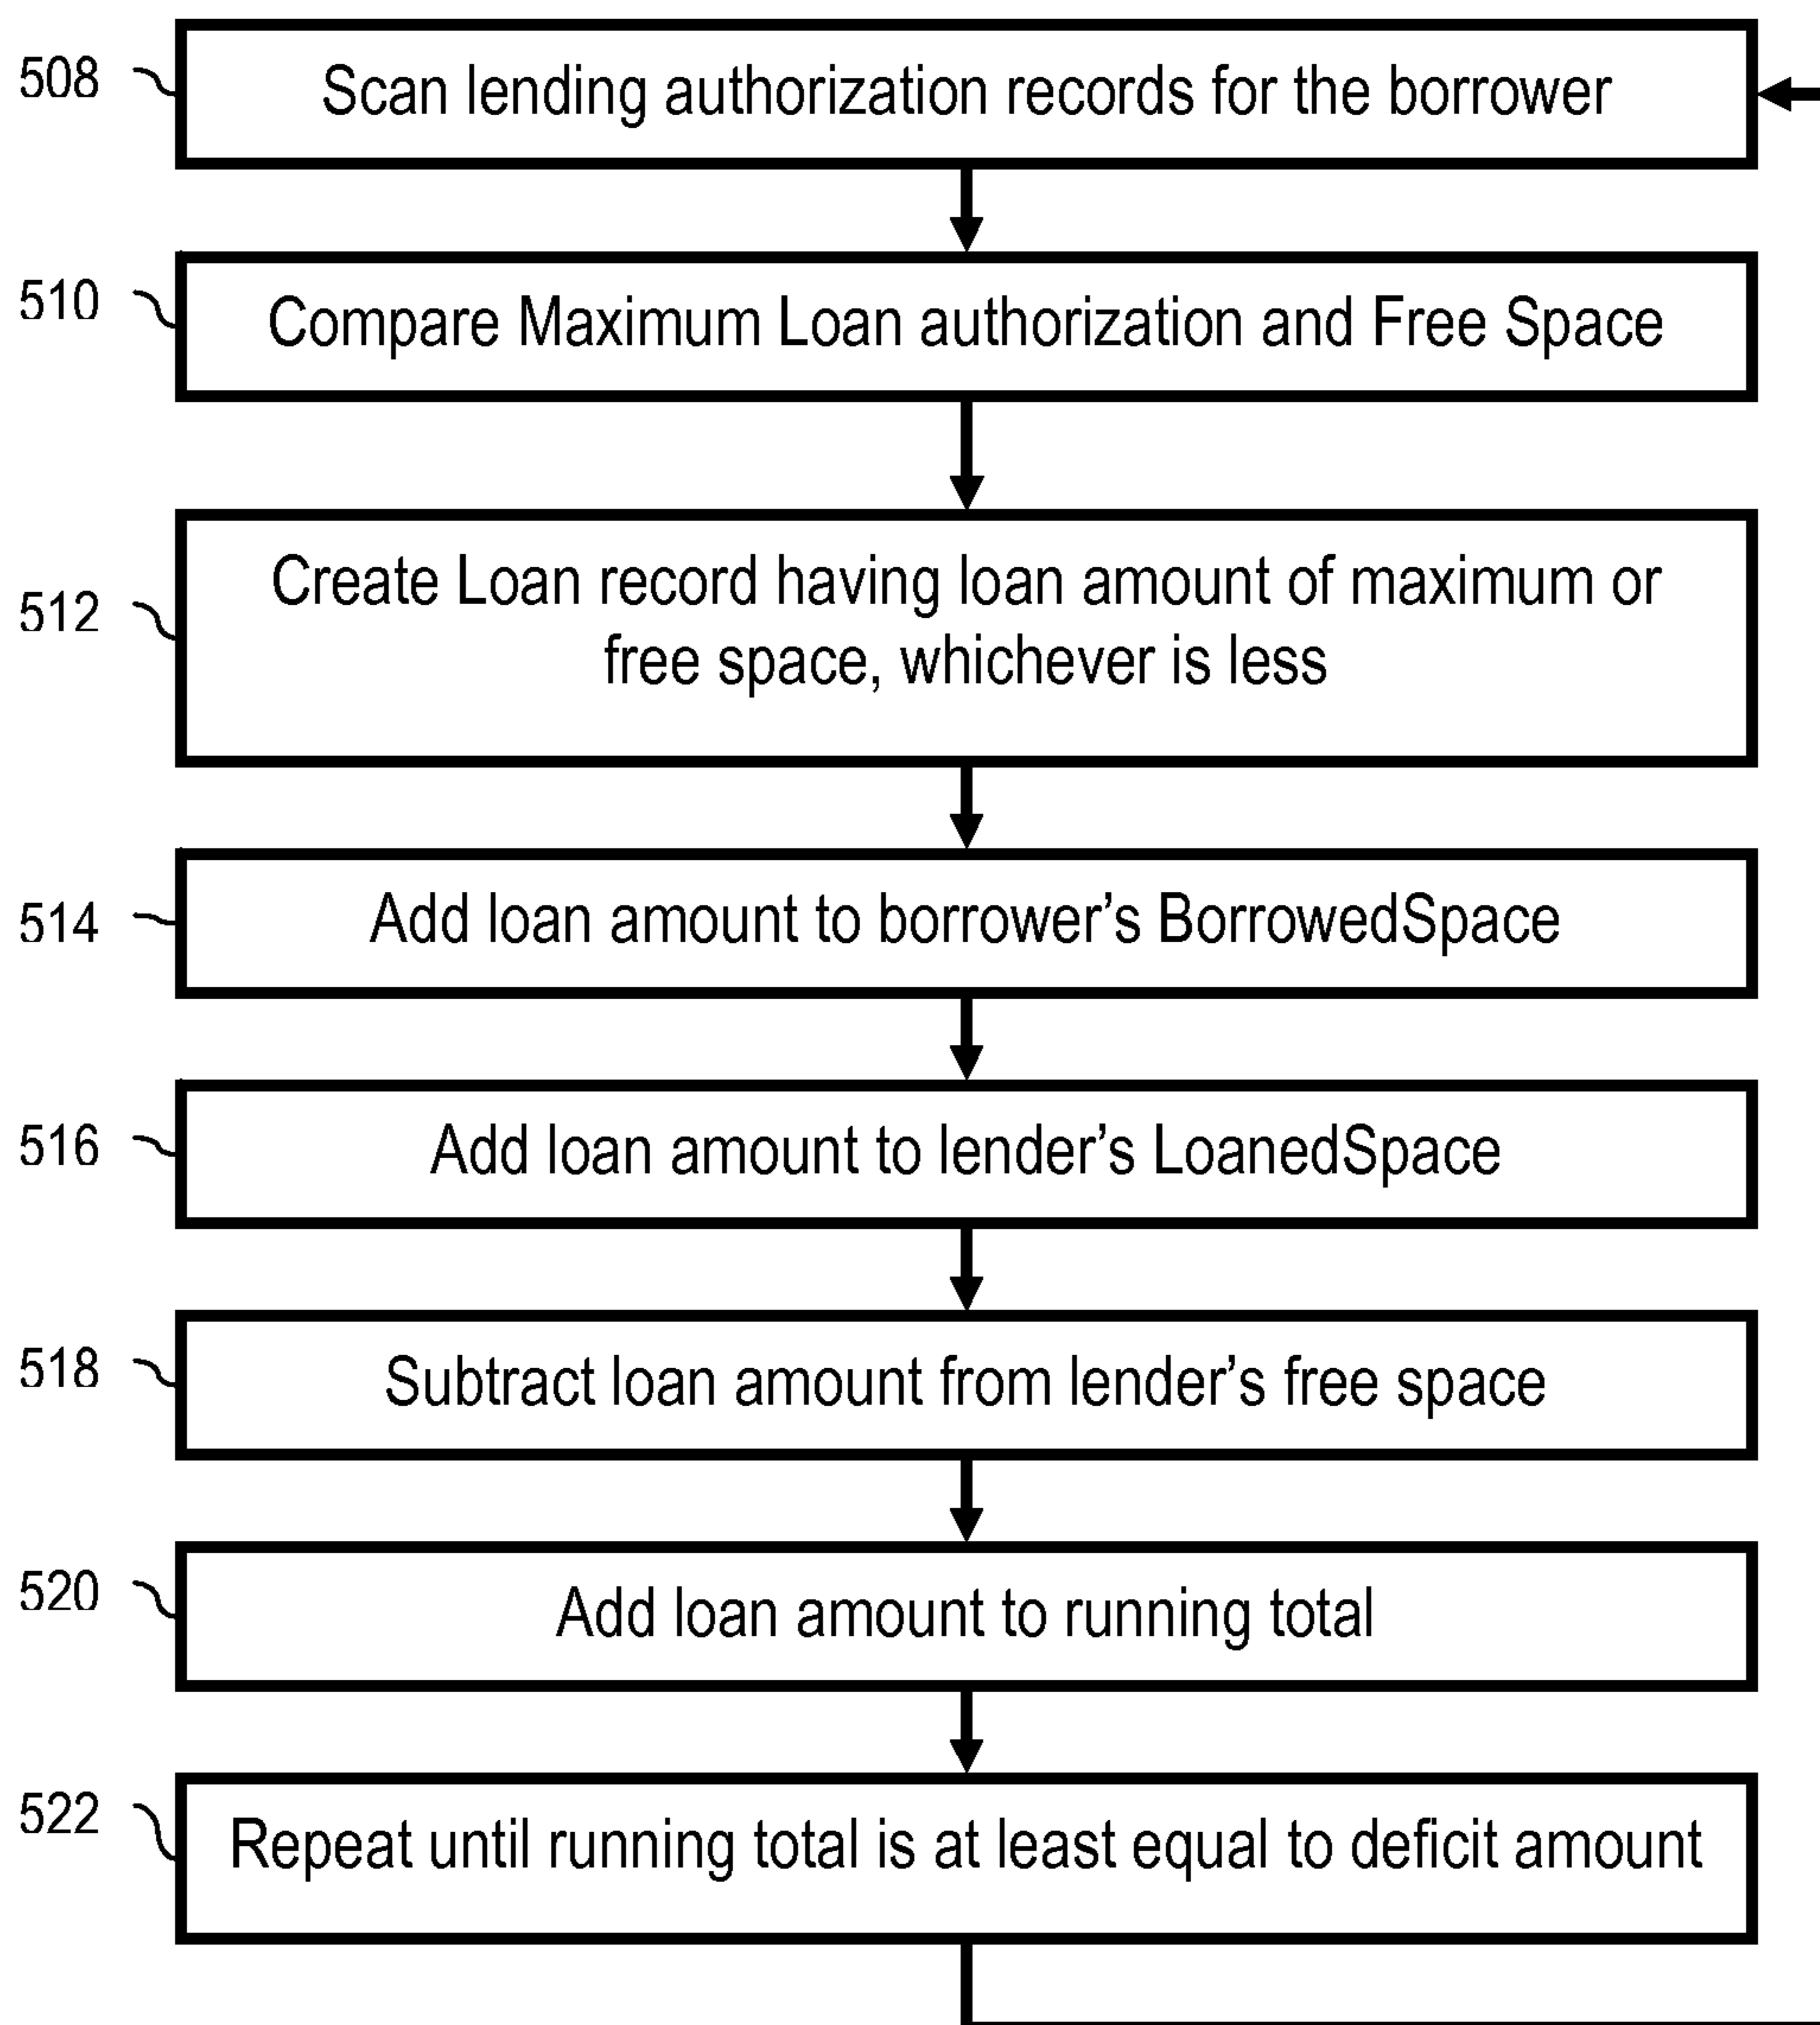 508
Scan lending authorization records for the borrower
510
Compare Maximum Loan authorization and Free Space
512
Create Loan record having loan amount of maximum or
free space, whichever is less
514
Add loan amount to borrower’s BorrowedSpace
516
Add loan amount to lender’s LoanedSpace
518
Subtract loan amount from lender’s free space
520
Add loan amount to running total
522
Repeat until running total is at least equal to deficit amount